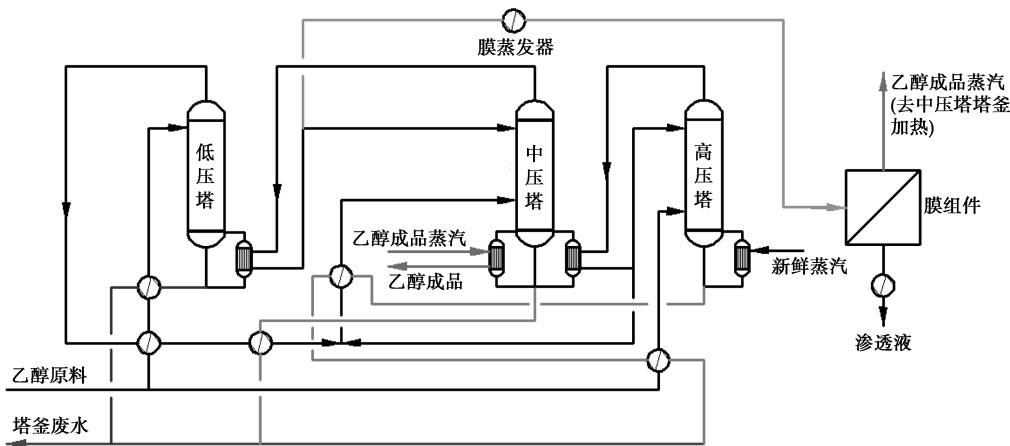 膜蒸发器
乙醇成品蒸汽
(去中压塔塔釜
加热)
低压塔
中压塔
高压塔
膜组件
乙醇成品蒸汽
乙醇成品
新鲜蒸汽
渗透液
乙醇原料
塔釜废水